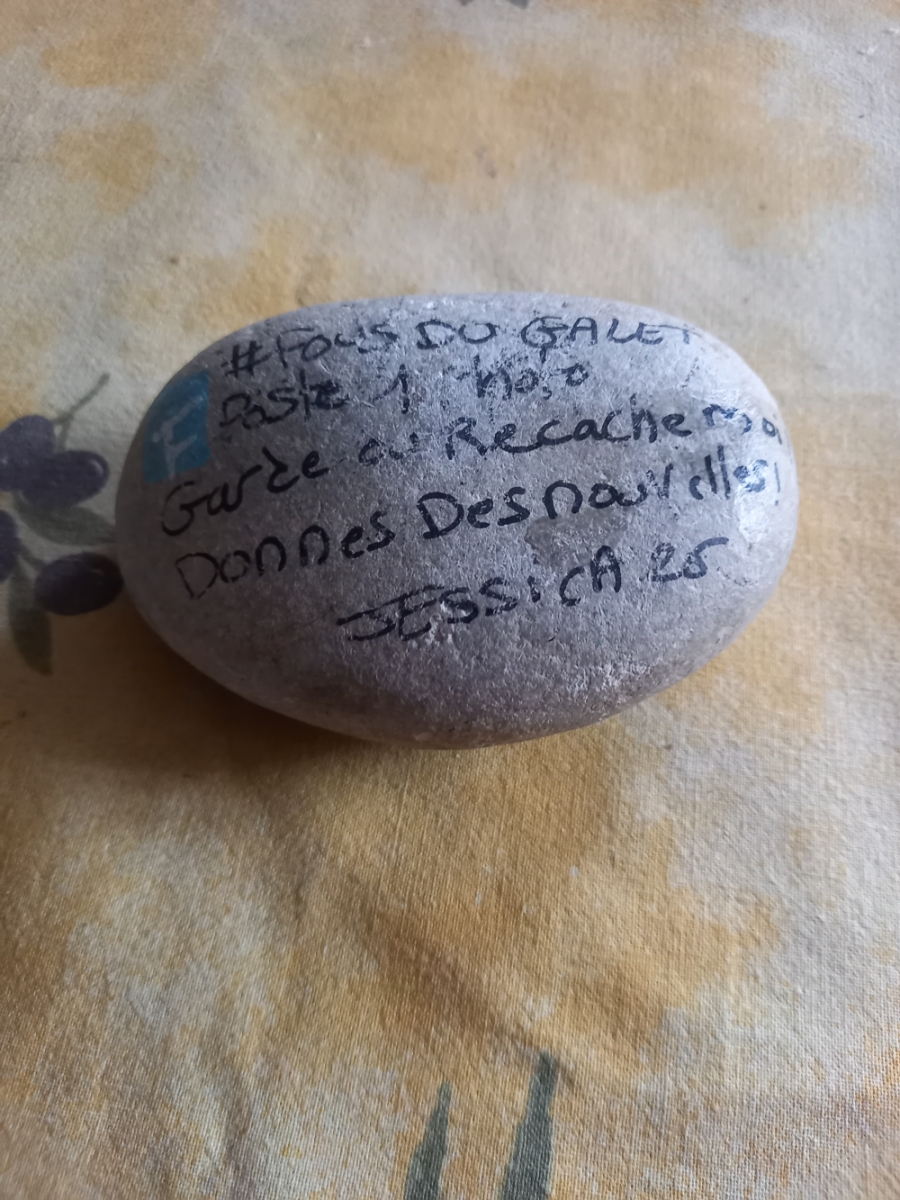 #FOUS DU GALET
Poste 1 Photo
Garde ou Recache moi
Donnes Des nouvelles!
JESSICA 25